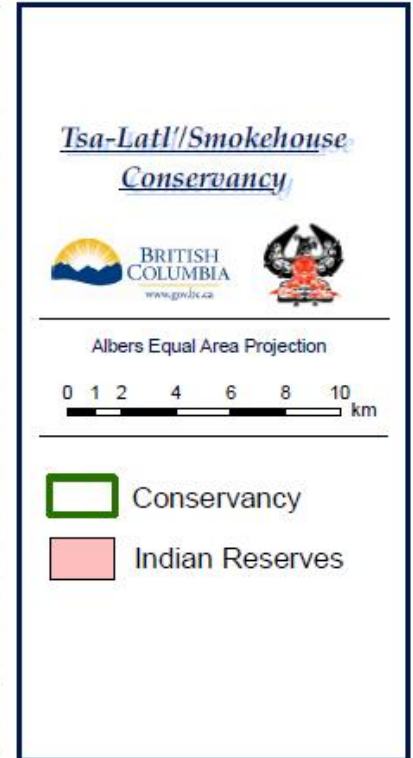 Tsa-Latl'/Smokehouse
Conservancy
BRITISH
COLUMBIA
www.gov.bc.ca
Albers Equal Area Projection
0 1 2 4 6 8 10
km
Conservancy
Indian Reserves